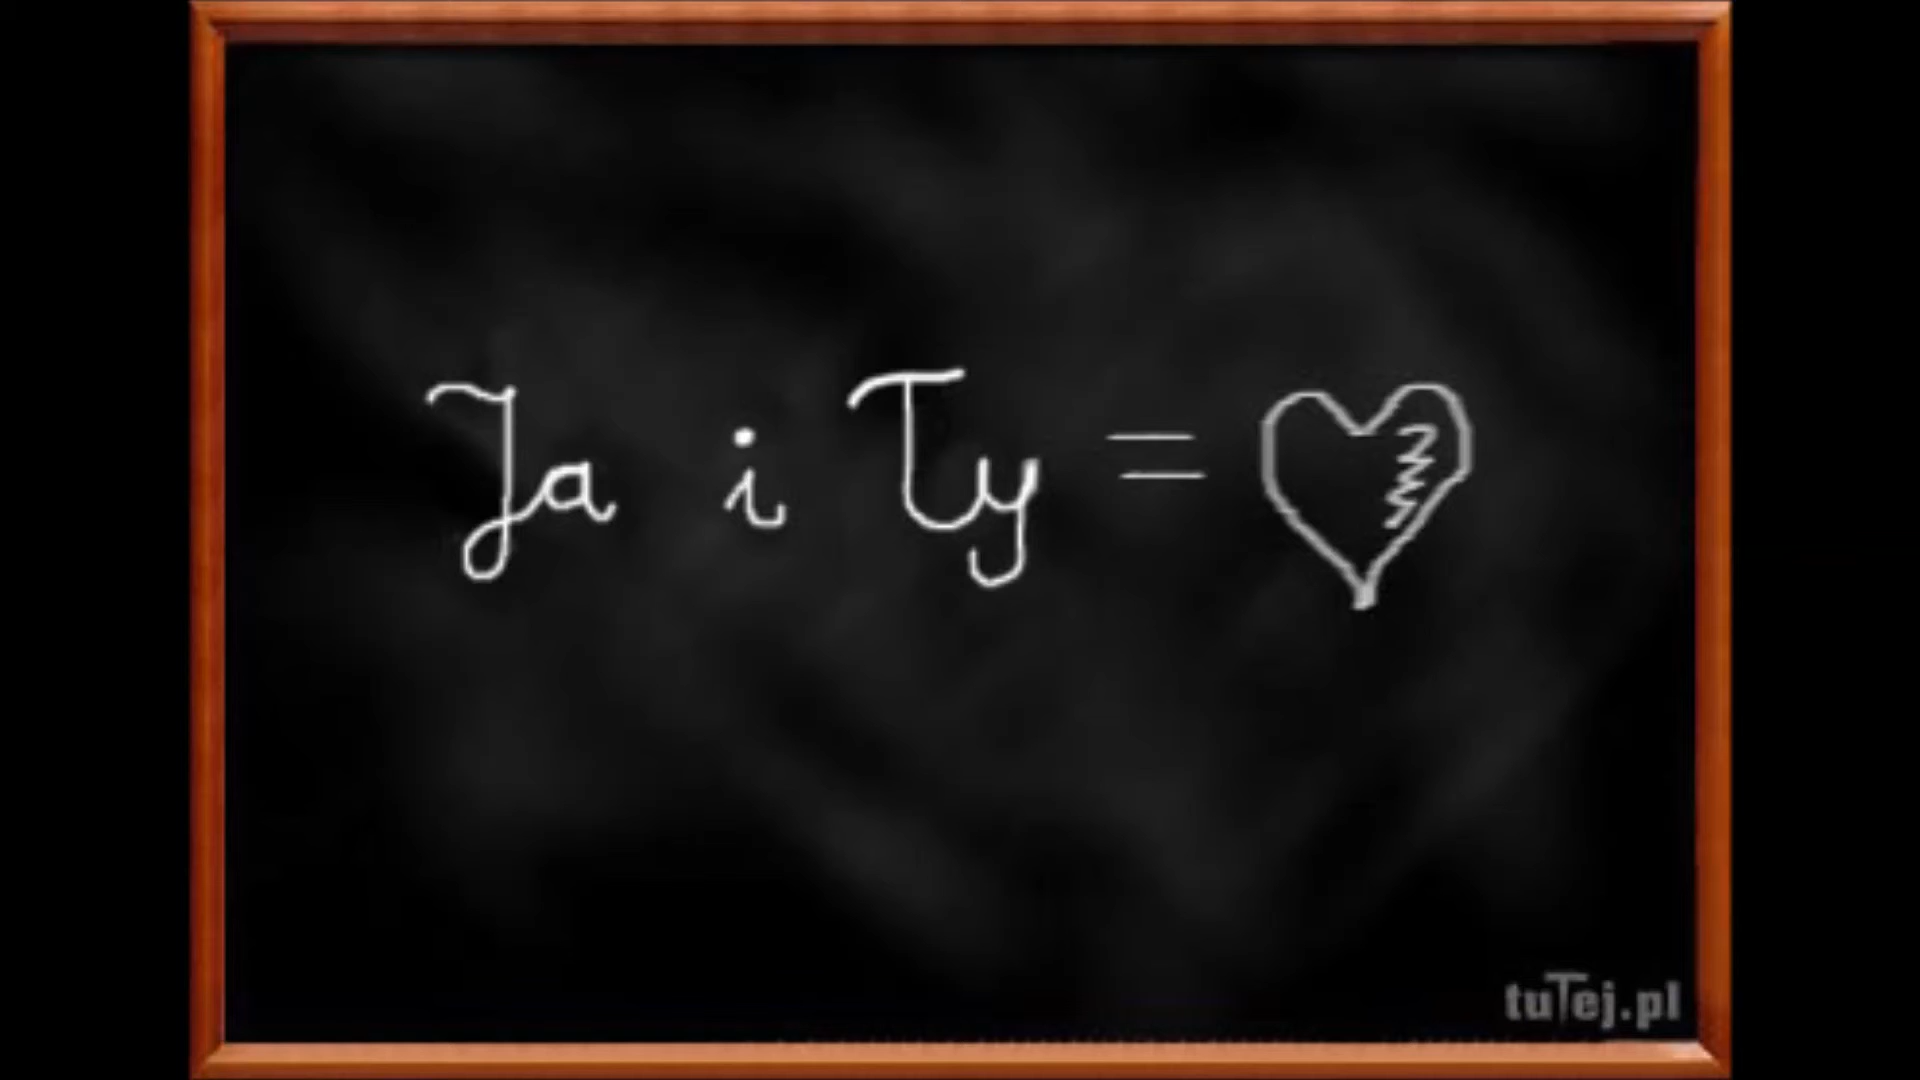 Ja i Ty = ♡
tuTej.pl